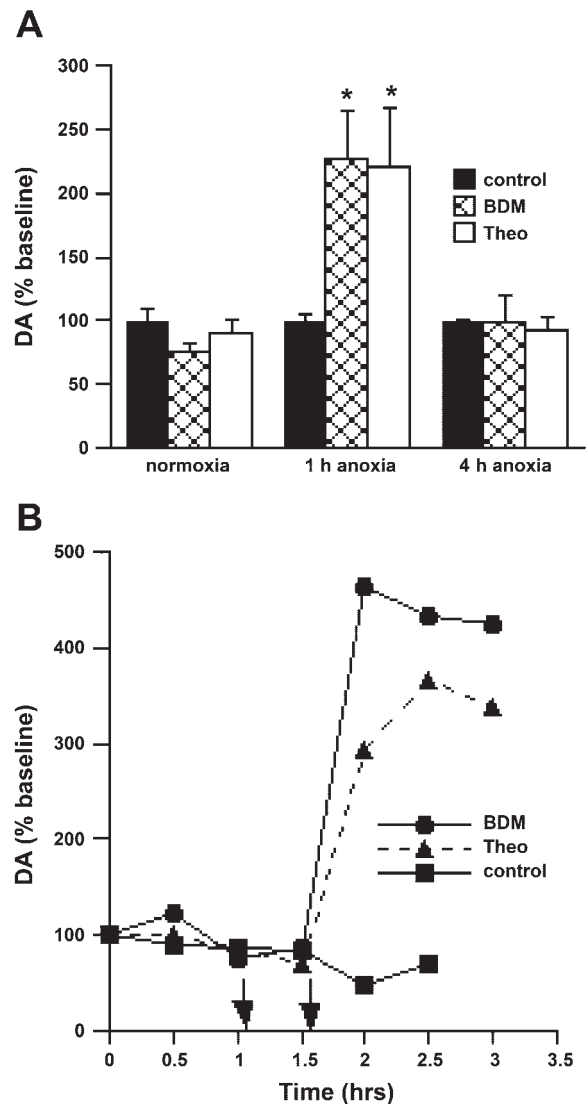 A
DA (% baseline)
300
250
200
150
100
50
0
* *
control
BDM
Theo
normoxia 1 h anoxia 4 h anoxia
B
DA (% baseline)
500
400
300
200
100
0
BDM
Theo
control
0 0.5 1 1.5 2 2.5 3 3.5
Time (hrs)